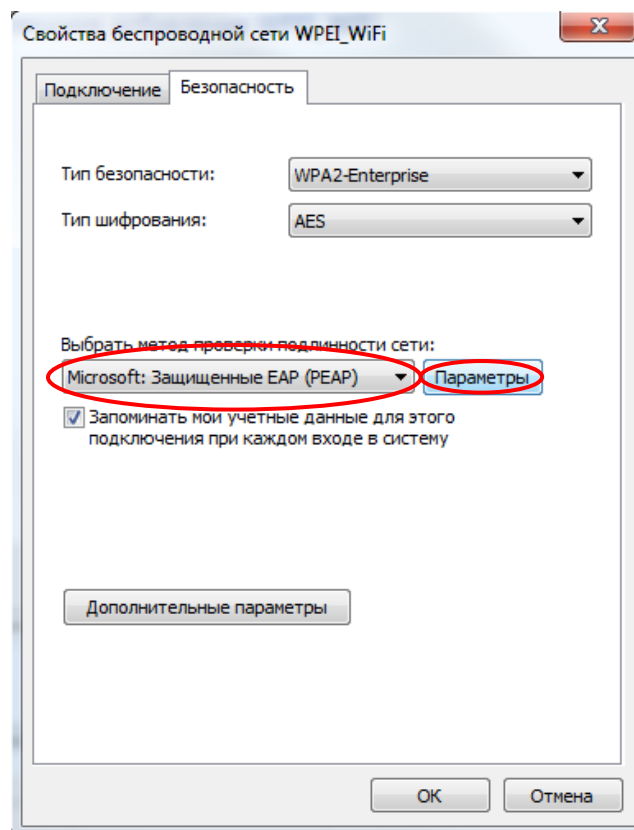 Свойства беспроводной сети WPEI_WiFi
Подключение Безопасность
Тип безопасности: WPA2-Enterprise
Тип шифрования: AES
Выбрать метод проверки подлинности сети:
Microsoft: Защищенные EAP (PEAP) Параметры
Запоминать мои учетные данные для этого
подключения при каждом входе в систему
Дополнительные параметры
ОК Отмена